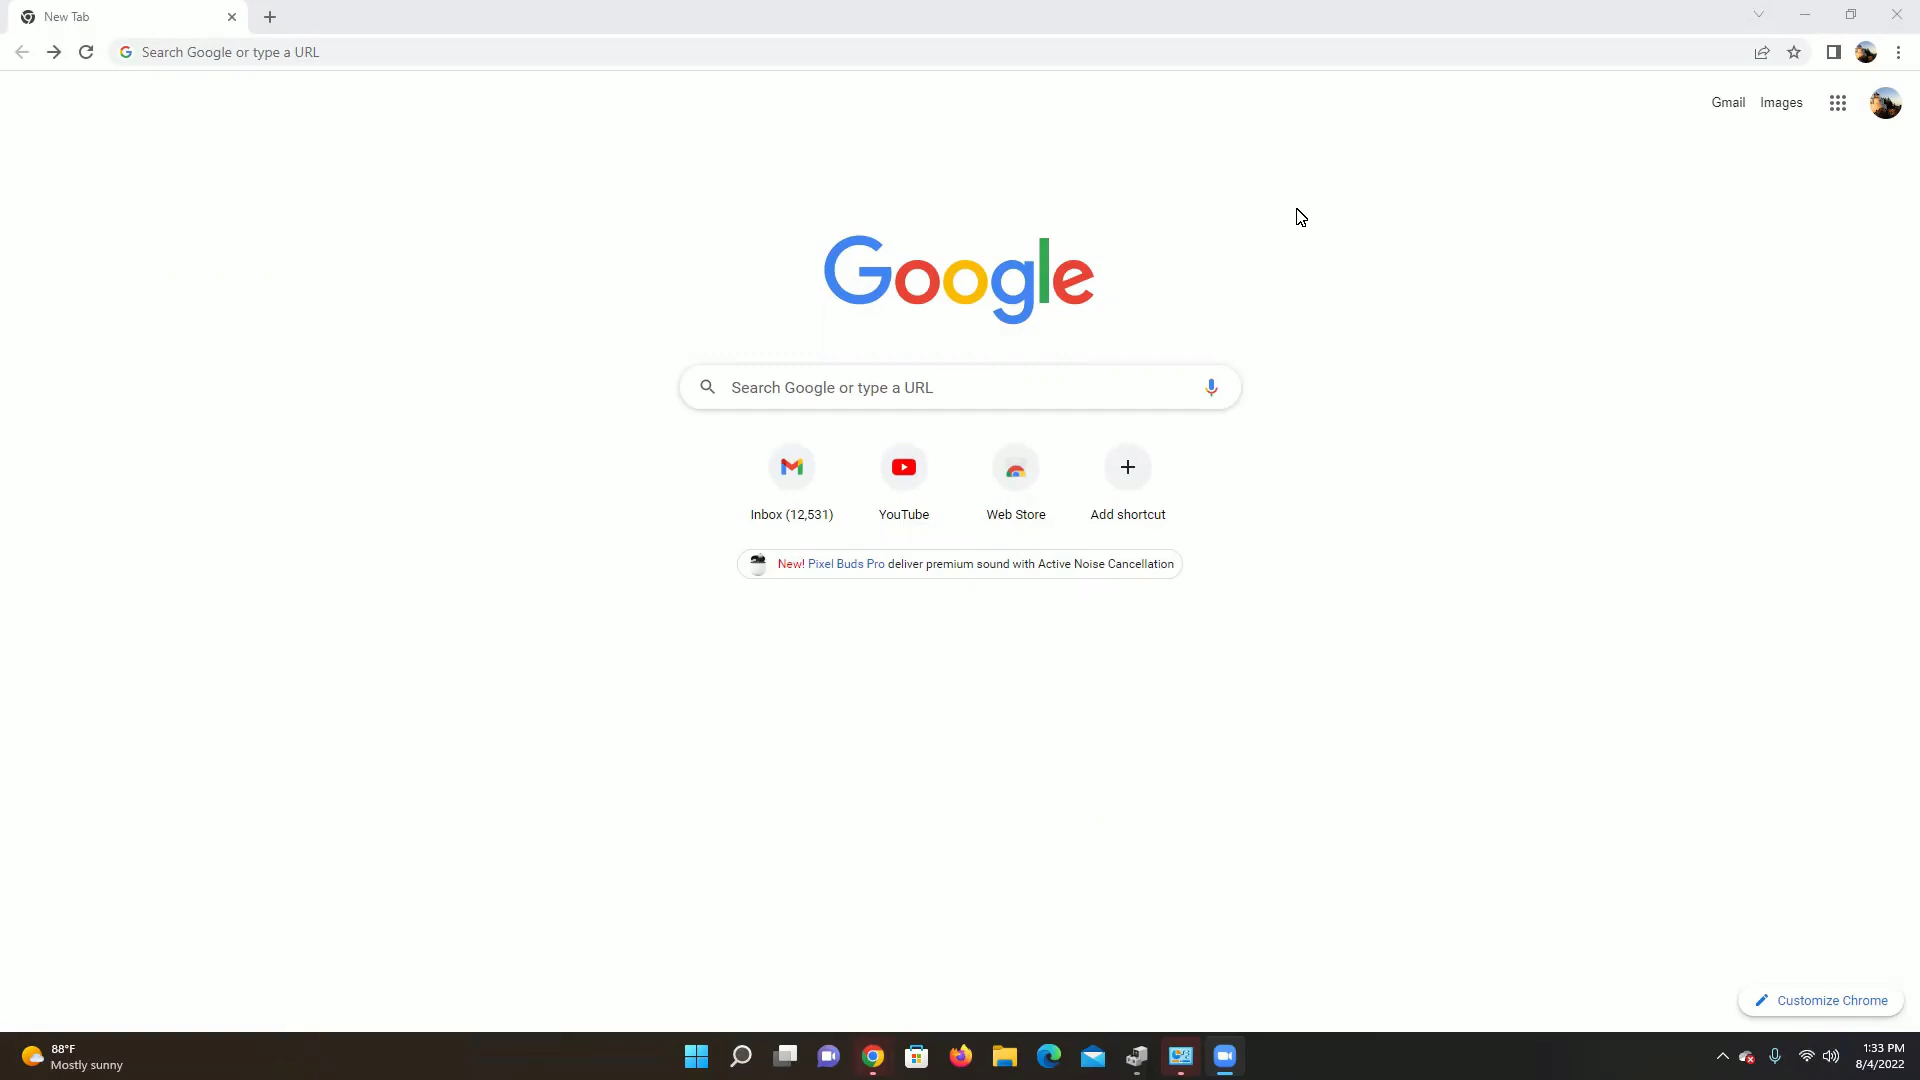 New Tab
Search Google or type a URL
Gmail Images
Google
Search Google or type a URL
Inbox (12,531) YouTube Web Store Add shortcut
New! Pixel Buds Pro deliver premium sound with Active Noise Cancellation
Customize Chrome
88°F
Mostly sunny
1:33 PM
8/4/2022